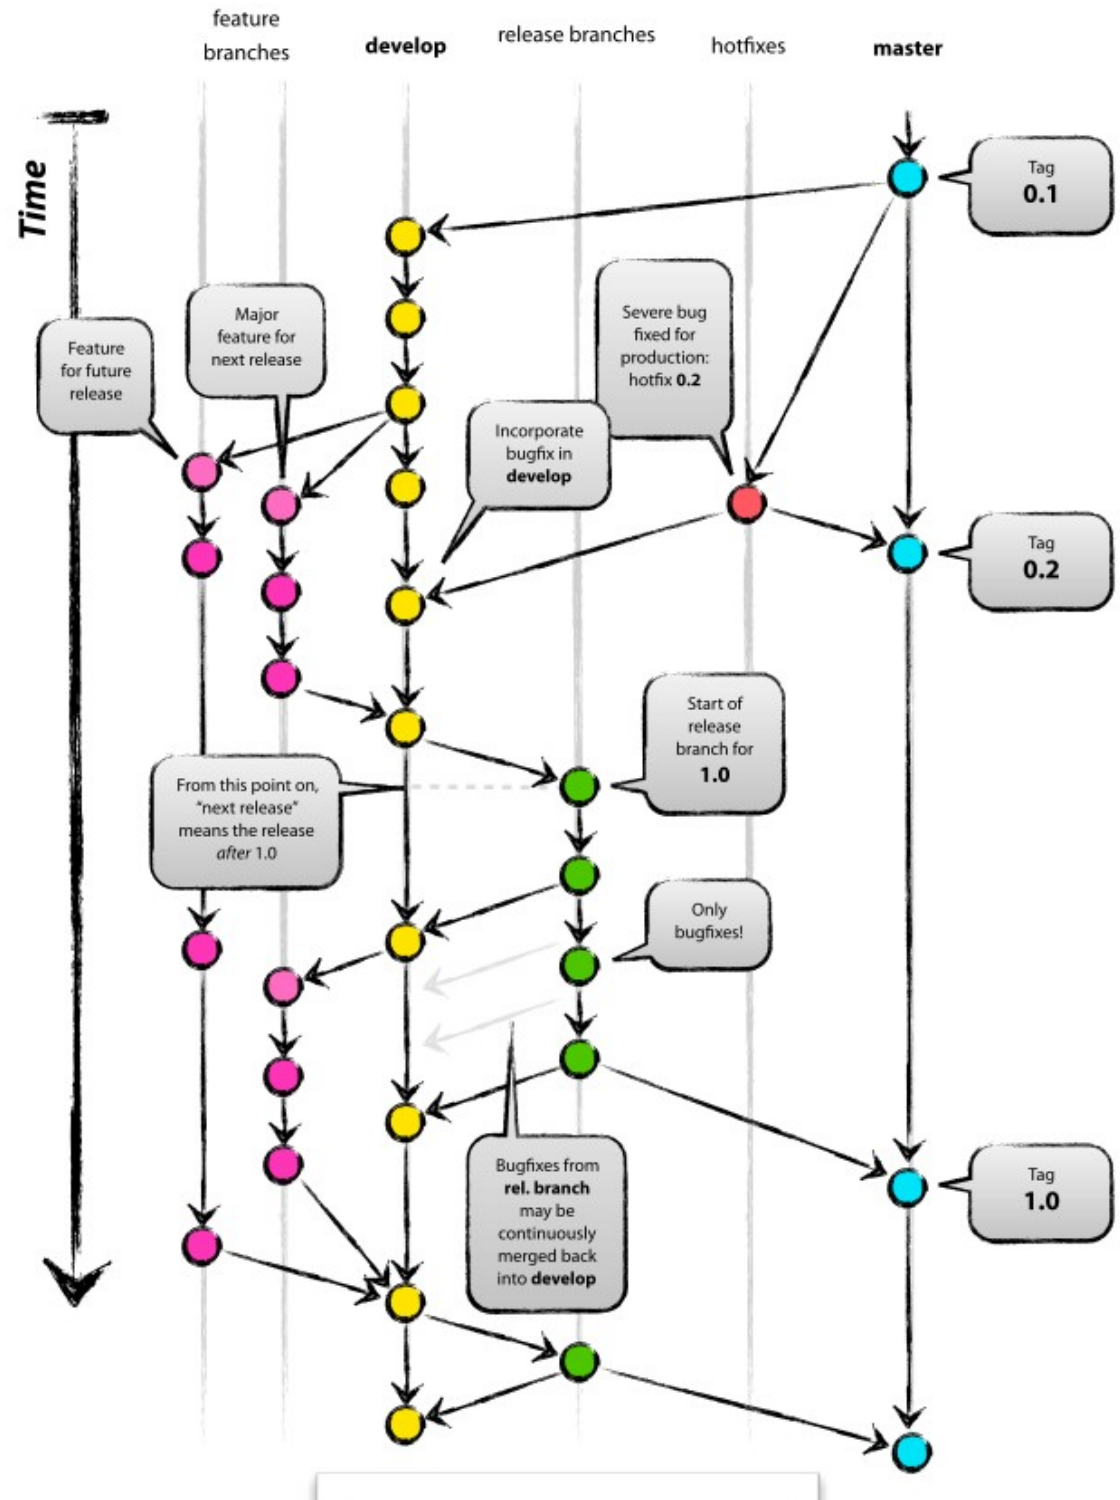 feature
branches
develop
release branches
hotfixes
master
Time
Tag
0.1
Major
feature for
next release
Feature
for future
release
Severe bug
fixed for
production:
hotfix 0.2
Incorporate
bugfix in
develop
Tag
0.2
Start of
release
branch for
1.0
From this point on,
“next release”
means the release
after 1.0
Only
bugfixes!
Bugfixes from
rel. branch
may be
continuously
merged back
into develop
Tag
1.0